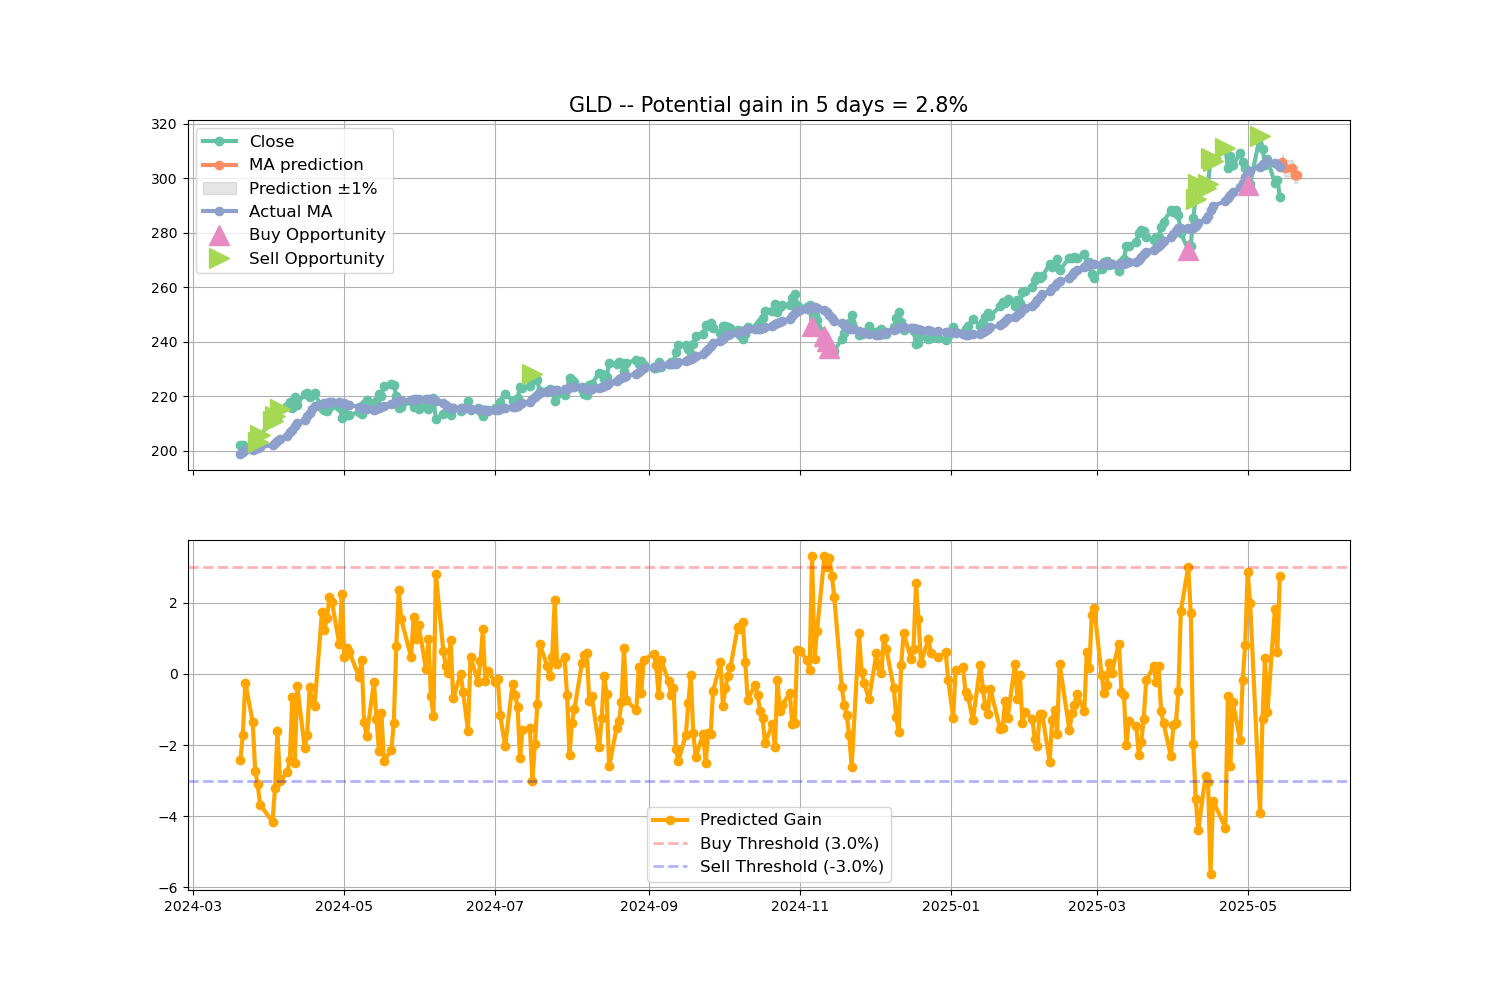 GLD -- Potential gain in 5 days = 2.8%
320
300
280
260
240
220
200
Close
MA prediction
Prediction ±1%
Actual MA
Buy Opportunity
Sell Opportunity
2
0
−2
−4
−6
Predicted Gain
Buy Threshold (3.0%)
Sell Threshold (-3.0%)
2024-03
2024-05
2024-07
2024-09
2024-11
2025-01
2025-03
2025-05